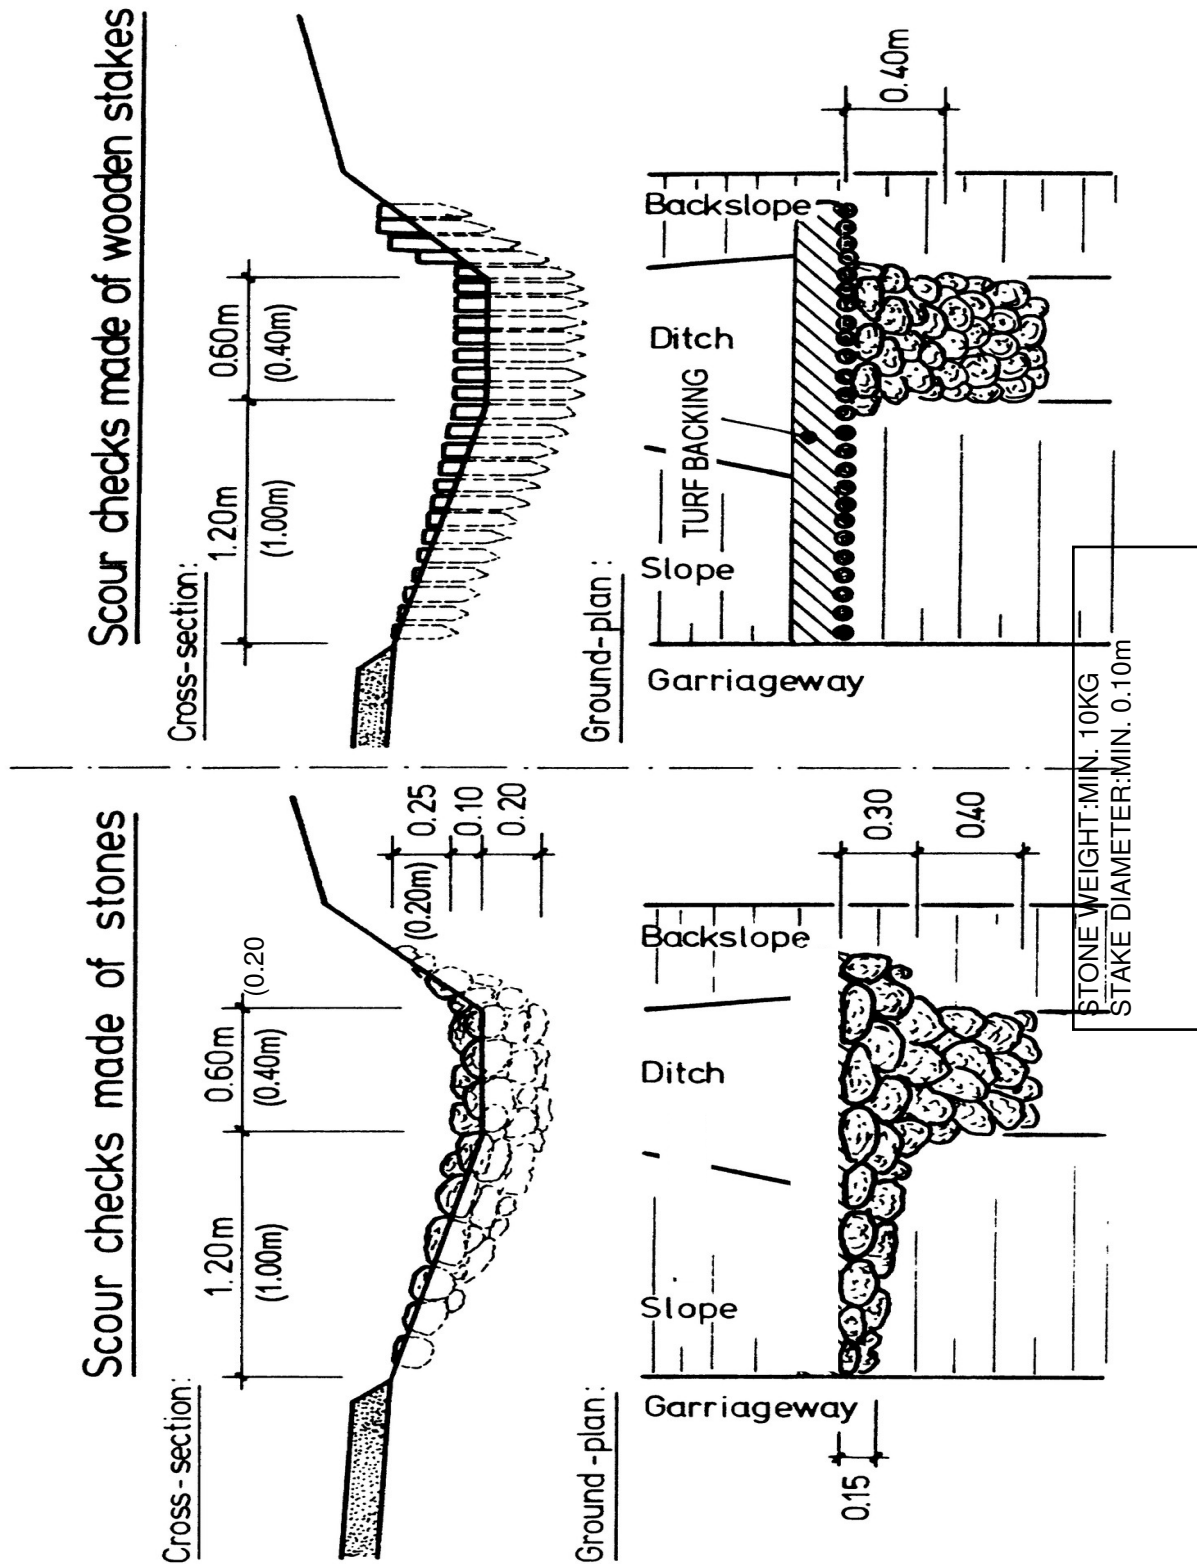 Scour checks made of stones
Cross-section:
1.20m
(1.00m)
0.60m
(0.40m)
(0.20
0.25
(0.20m)
0.10
0.20
Ground-plan:
Garriageway
Slope
Ditch
Backslope
0.15
0.30
0.40
Scour checks made of wooden stakes
Cross-section:
1.20m
(1.00m)
0.60m
(0.40m)
Ground-plan:
Garriageway
Slope
TURF BACKING
Ditch
Backslope
0.40m
STONE WEIGHT:MIN. 10KG
STAKE DIAMETER:MIN. 0.10m